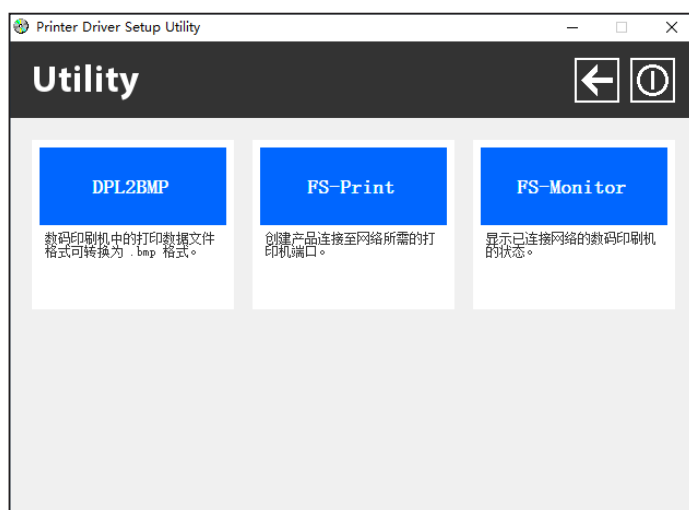 Printer Driver Setup Utility
Utility
DPL2BMP
数码印刷机中的打印数据文件
格式可转换为 .bmp 格式。
FS-Print
创建产品连接至网络所需的打
印机端口。
FS-Monitor
显示已连接网络的数码印刷机
的状态。